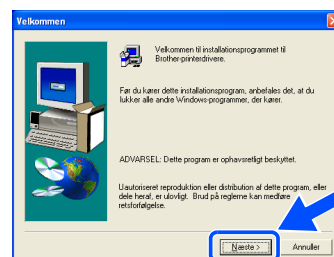 Velkommen
Velkommen til installationsprogrammet til
Brother-printerdrivere.
Før du kører dette installationsprogram, anbefales det, at du
lukker alle andre Windows-programmer, der kører.
ADVARSEL: Dette program er ophavsretligt beskyttet.
Uautoriseret reproduktion eller distribution af dette program, eller
dele heraf, er ulovligt. Brud på reglerne kan medføre
retsforfølgelse.
Næste >
Annuller